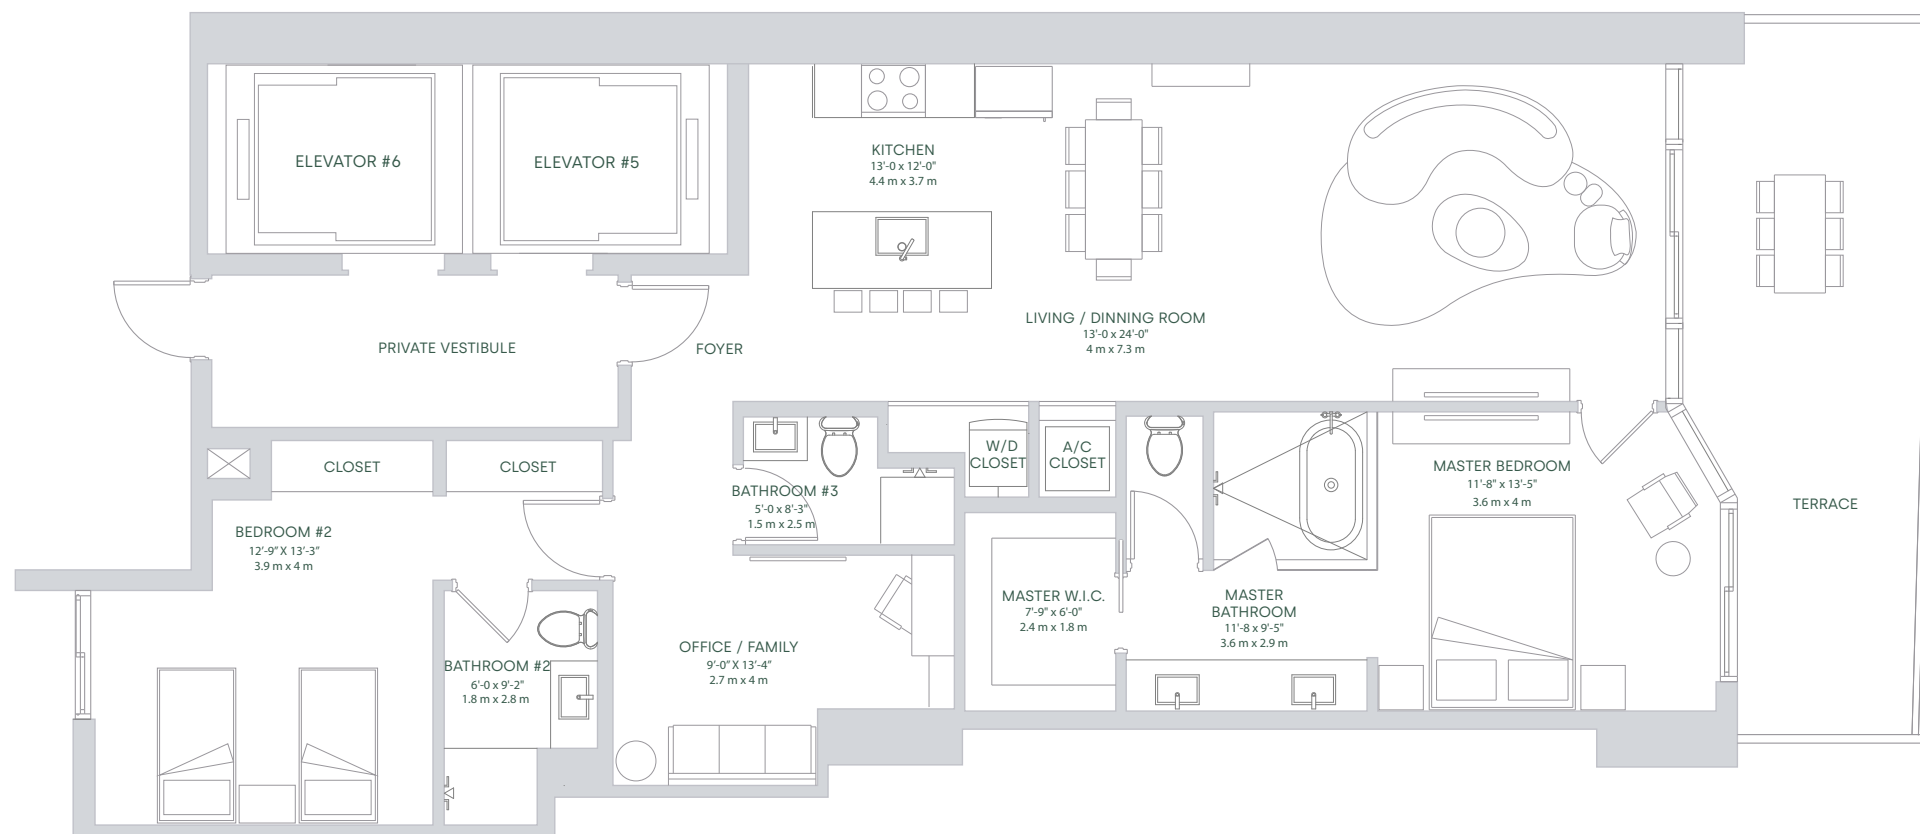 ELEVATOR #6
ELEVATOR #5
KITCHEN
13'-0 x 12'-0"
4.4 m x 3.7 m
LIVING / DINNING ROOM
13'-0 x 24'-0"
4 m x 7.3 m
PRIVATE VESTIBULE
FOYER
CLOSET
CLOSET
W/D
CLOSET
A/C
CLOSET
MASTER BEDROOM
11'-8" x 13'-5"
3.6 m x 4 m
BATHROOM #3
5'-0 x 8'-3"
1.5 m x 2.5 m
TERRACE
BEDROOM #2
12'-9" X 13'-3"
3.9 m x 4 m
MASTER W.I.C.
7'-9" x 6'-0"
2.4 m x 1.8 m
MASTER
BATHROOM
11'-8 x 9'-5"
3.6 m x 2.9 m
OFFICE / FAMILY
9'-0" X 13'-4"
2.7 m x 4 m
BATHROOM #2
6'-0 x 9'-2"
1.8 m x 2.8 m